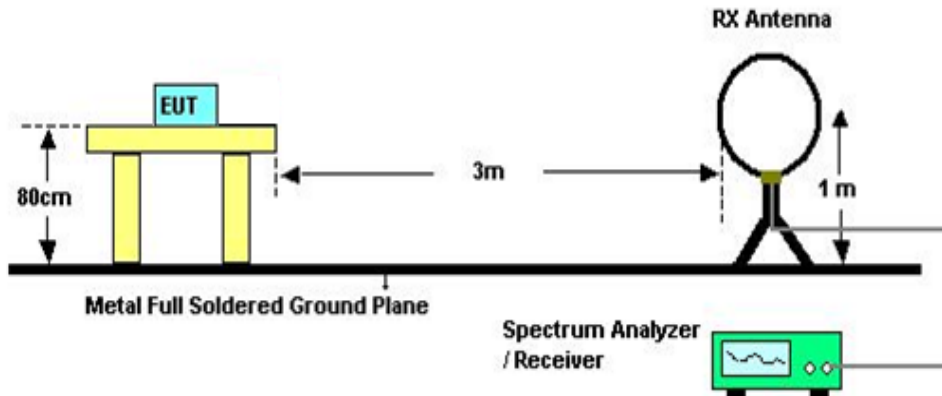 RX Antenna
EUT
80cm
3m
1 m
Metal Full Soldered Ground Plane
Spectrum Analyzer
/ Receiver